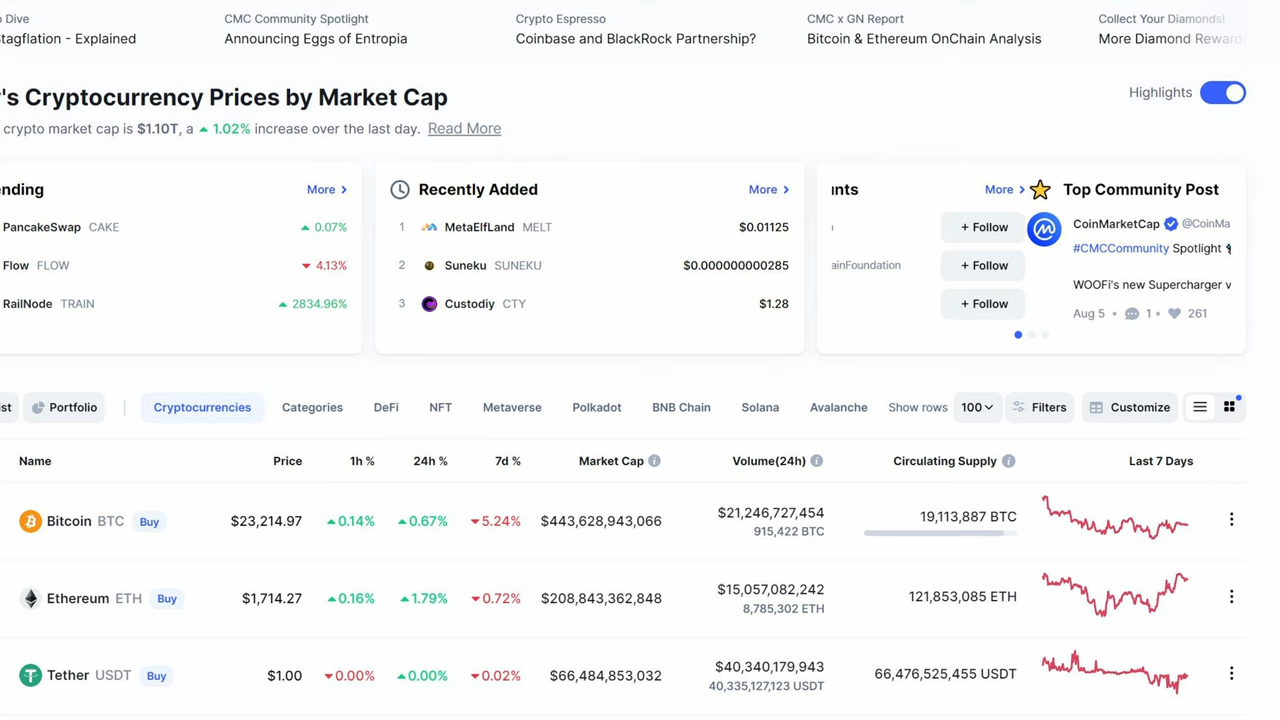 Dive
CMC Community Spotlight
Crypto Espresso
CMC x GN Report
Collect Your Diamonds!
tagflation - Explained
Announcing Eggs of Entropia
Coinbase and BlackRock Partnership?
Bitcoin & Ethereum OnChain Analysis
More Diamond Reward
's Cryptocurrency Prices by Market Cap
Highlights
crypto market cap is $1.10T, a 1.02% increase over the last day. Read More
nding
More >
PancakeSwap CAKE 0.07%
Flow FLOW 4.13%
RailNode TRAIN 2834.96%
Recently Added
More >
1 MetaElfLand MELT $0.01125
2 Suneku SUNEKU $0.000000000285
3 Custodiy CTY $1.28
nts
More >
+ Follow
ainFoundation + Follow
+ Follow
Top Community Post
CoinMarketCap @CoinMa
#CMCCommunity Spotlight
WOOFi's new Supercharger v
Aug 5 • 1 • 261
st Portfolio | Cryptocurrencies Categories DeFi NFT Metaverse Polkadot BNB Chain Solana Avalanche Show rows 100 Filters Customize
Name Price 1h % 24h % 7d % Market Cap Volume(24h) Circulating Supply Last 7 Days
Bitcoin BTC Buy $23,214.97 0.14% 0.67% 5.24% $443,628,943,066 $21,246,727,454 19,113,887 BTC
915,422 BTC
Ethereum ETH Buy $1,714.27 0.16% 1.79% 0.72% $208,843,362,848 $15,057,082,242 121,853,085 ETH
8,785,302 ETH
Tether USDT Buy $1.00 0.00% 0.00% 0.02% $66,484,853,032 $40,340,179,943 66,476,525,455 USDT
40,335,127,123 USDT